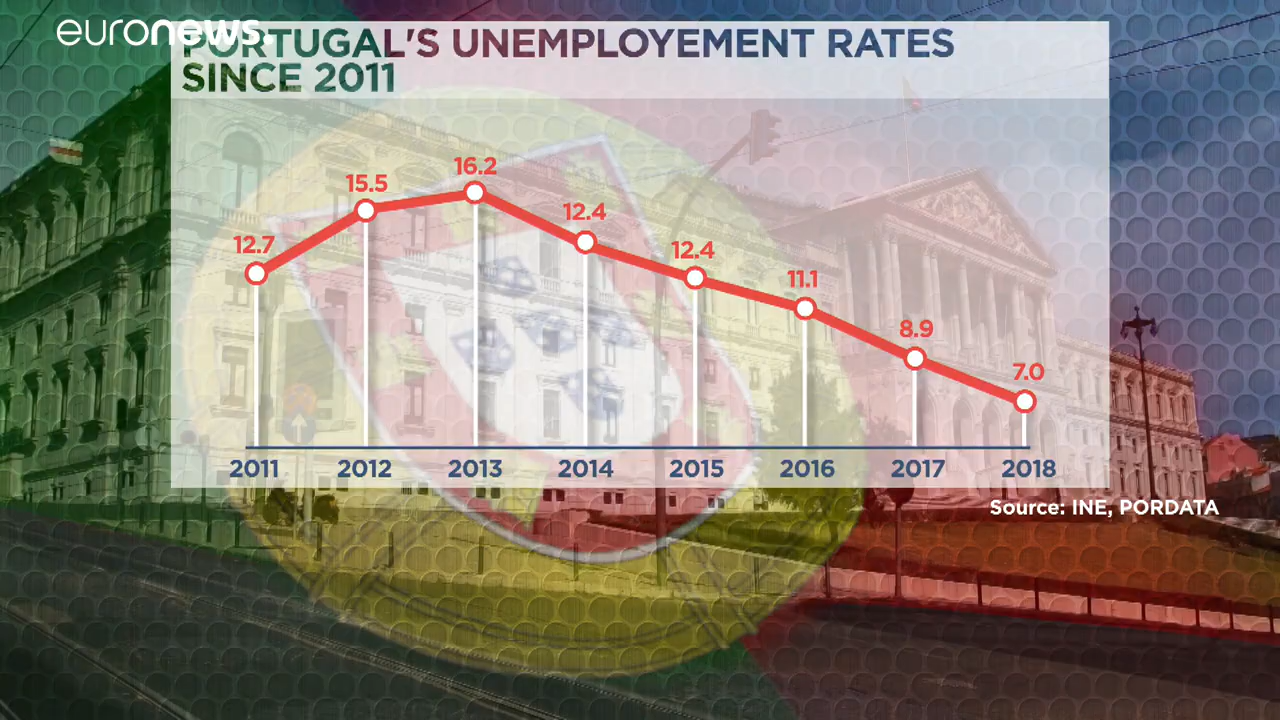 euronews.
PORTUGAL'S UNEMPLOYEMENT RATES
SINCE 2011
16.2
15.5
12.4
12.7
12.4
11.1
8.9
7.0
2011 2012 2013 2014 2015 2016 2017 2018
Source: INE, PORDATA